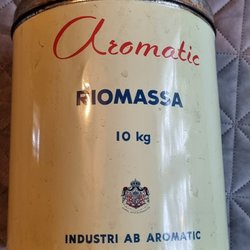 Aromatic
RIOMASSA
10 kg
INDUSTRI AB AROMATIC